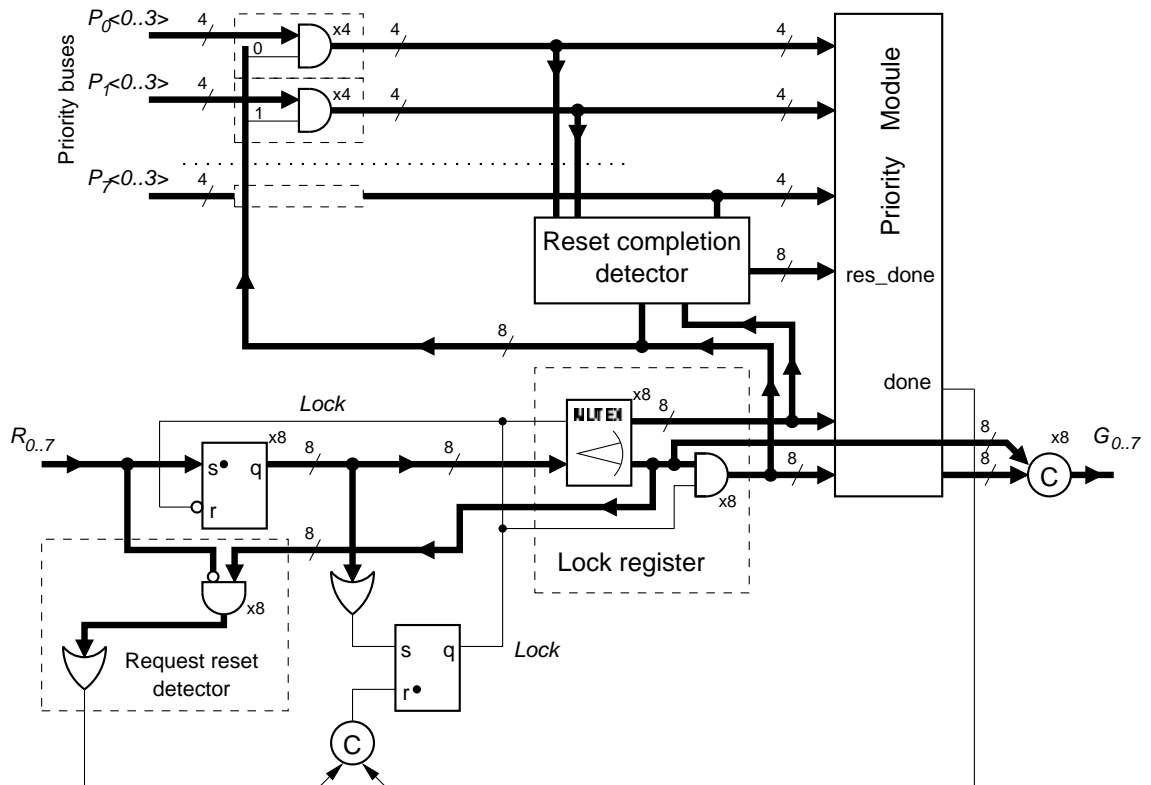 P0<0..3>
4
x4
4
4
0
Priority buses
P1<0..3>
4
x4
4
4
1
P7<0..3>
4
4
Priority Module
Reset completion
detector
8
res_done
8
done
Lock
x8
8
R0..7
x8
8
8
s
q
r
8
8
8
x8
G0..7
C
x8
8
Lock register
x8
Request reset
detector
s
q
Lock
r
C